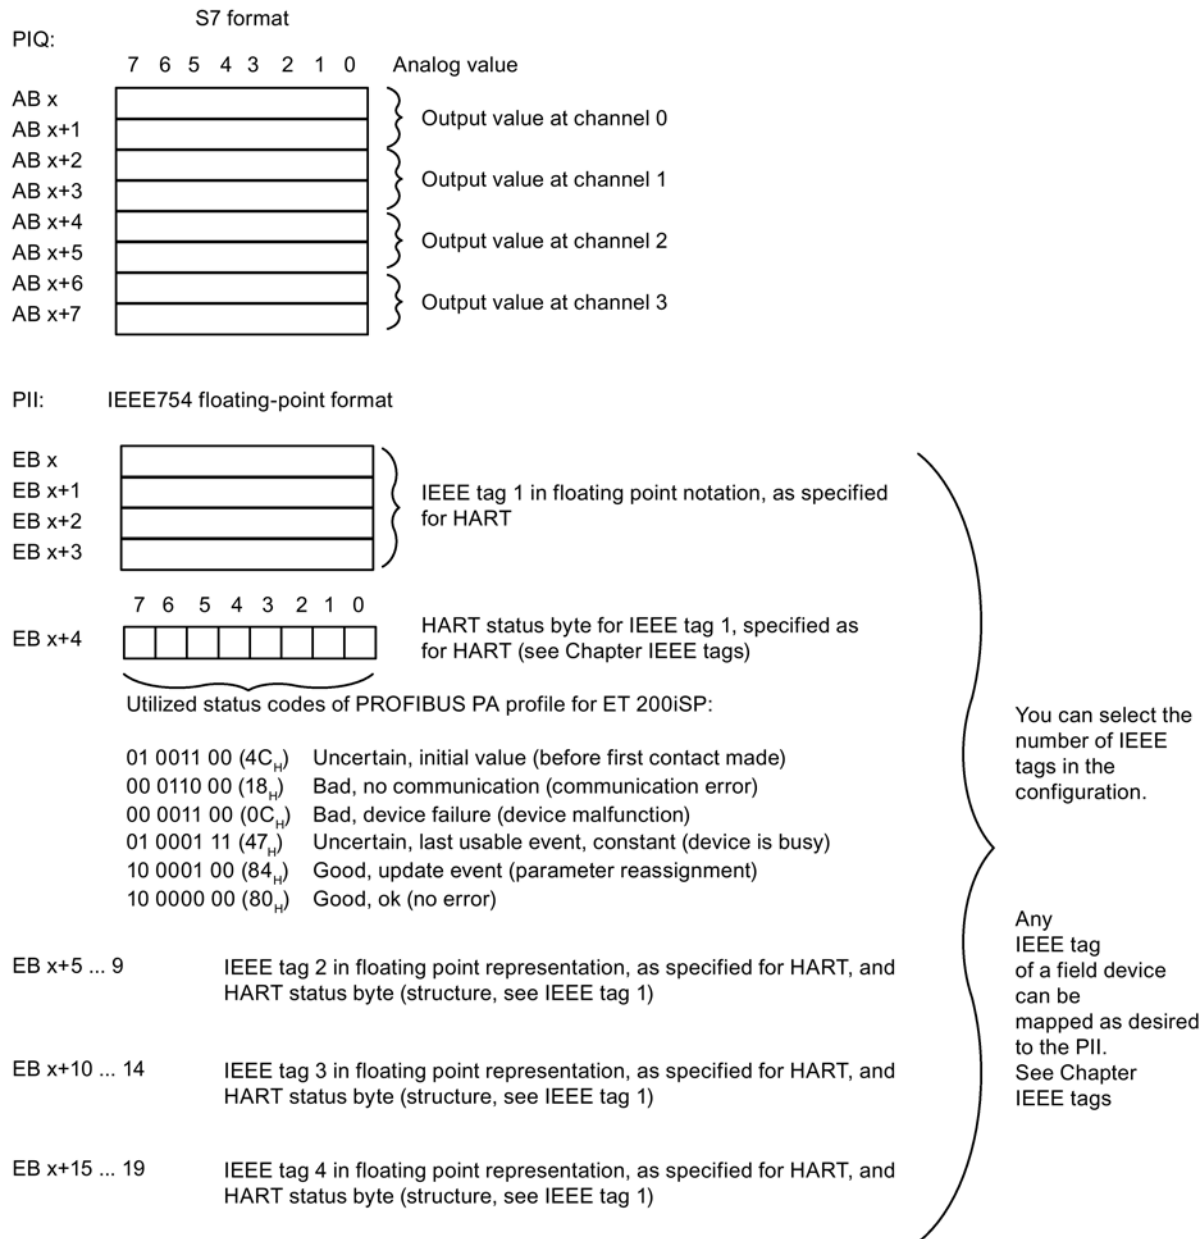 S7 format
PIQ:
7 6 5 4 3 2 1 0 Analog value
AB x
Output value at channel 0
AB x+1
AB x+2
Output value at channel 1
AB x+3
AB x+4
Output value at channel 2
AB x+5
AB x+6
Output value at channel 3
AB x+7
PII: IEEE754 floating-point format
EB x
EB x+1
EB x+2
EB x+3
IEEE tag 1 in floating point notation, as specified
for HART
7 6 5 4 3 2 1 0
EB x+4
HART status byte for IEEE tag 1, specified as
for HART (see Chapter IEEE tags)
Utilized status codes of PROFIBUS PA profile for ET 200iSP:
01 0011 00 (4CH) Uncertain, initial value (before first contact made)
00 0110 00 (18H) Bad, no communication (communication error)
00 0011 00 (0CH) Bad, device failure (device malfunction)
01 0001 11 (47H) Uncertain, last usable event, constant (device is busy)
10 0001 00 (84H) Good, update event (parameter reassignment)
10 0000 00 (80H) Good, ok (no error)
EB x+5 ... 9 IEEE tag 2 in floating point representation, as specified for HART, and
HART status byte (structure, see IEEE tag 1)
EB x+10 ... 14 IEEE tag 3 in floating point representation, as specified for HART, and
HART status byte (structure, see IEEE tag 1)
EB x+15 ... 19 IEEE tag 4 in floating point representation, as specified for HART, and
HART status byte (structure, see IEEE tag 1)
You can select the
number of IEEE
tags in the
configuration.
Any
IEEE tag
of a field device
can be
mapped as desired
to the PII.
See Chapter
IEEE tags